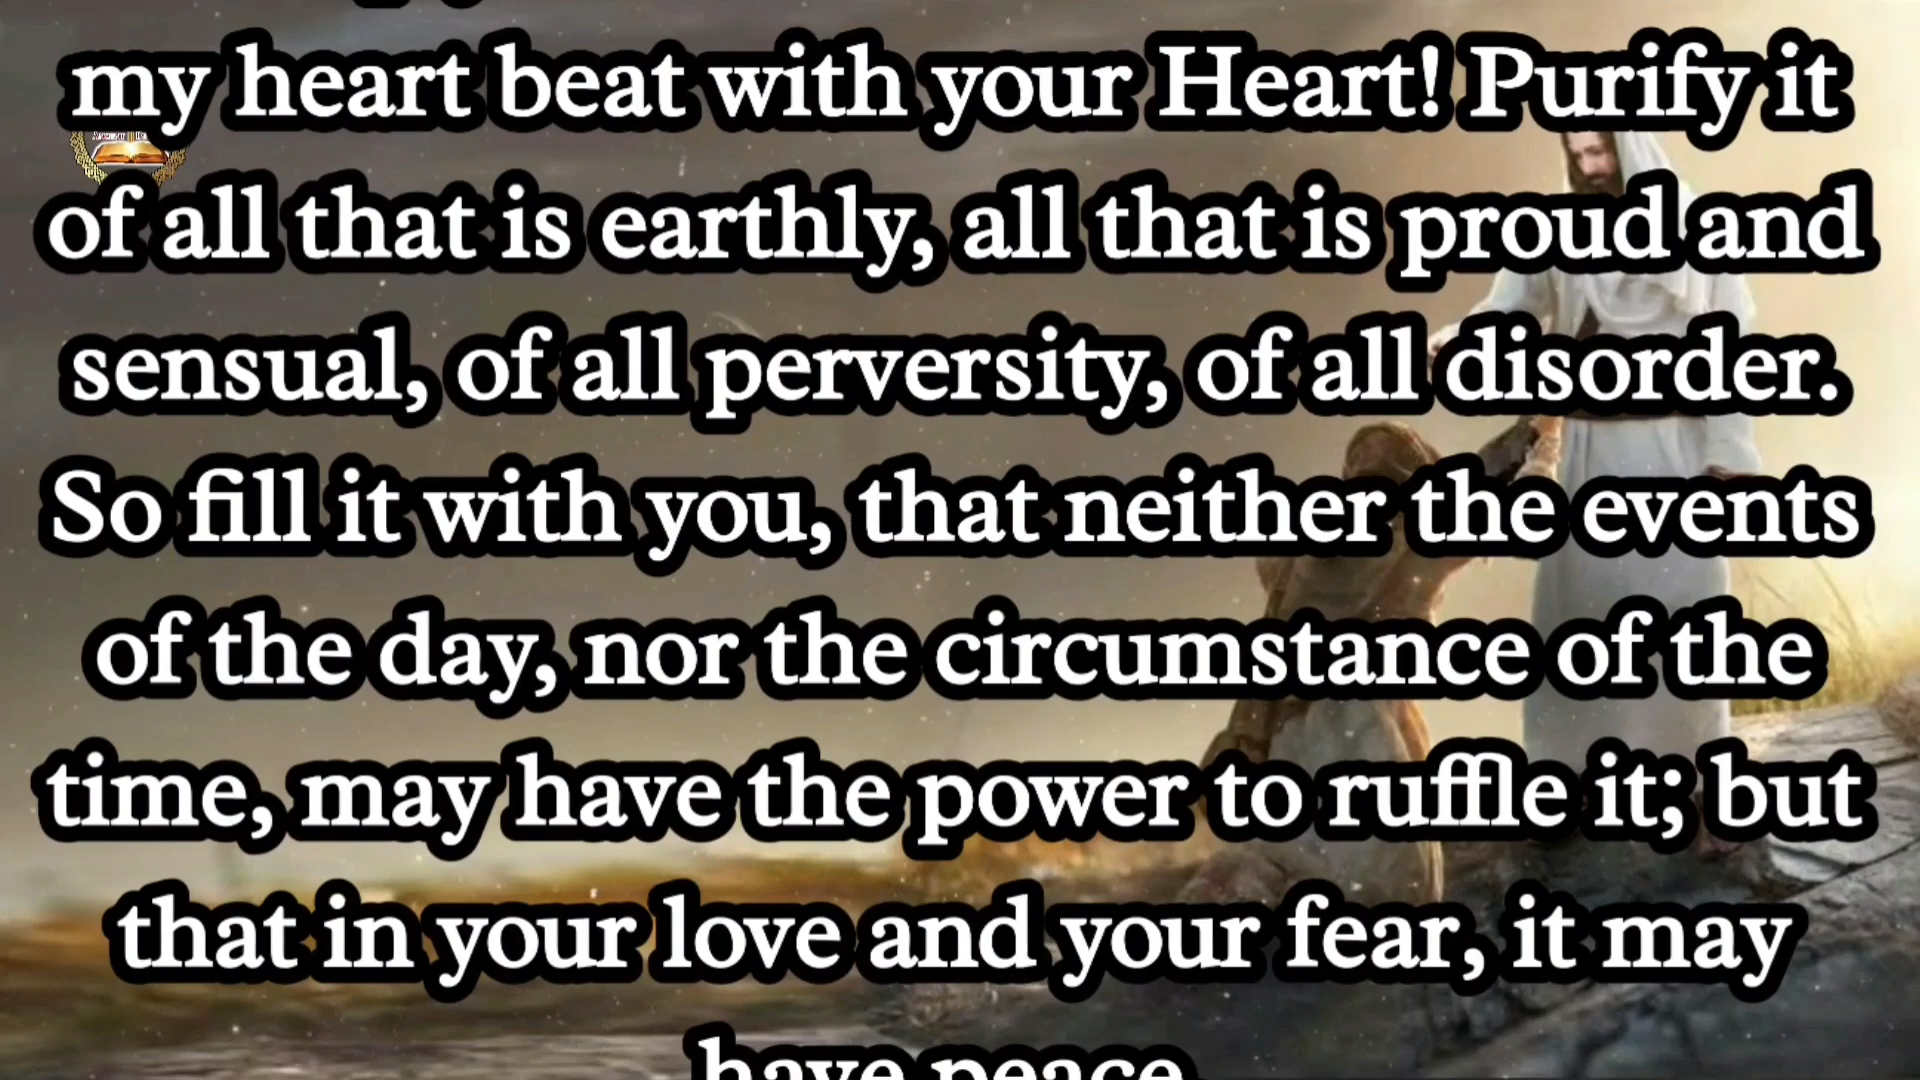 my heart beat with your Heart! Purify it
of all that is earthly, all that is proud and
sensual, of all perversity, of all disorder.
So fill it with you, that neither the events
of the day, nor the circumstance of the
time, may have the power to ruffle it; but
that in your love and your fear, it may
have peace